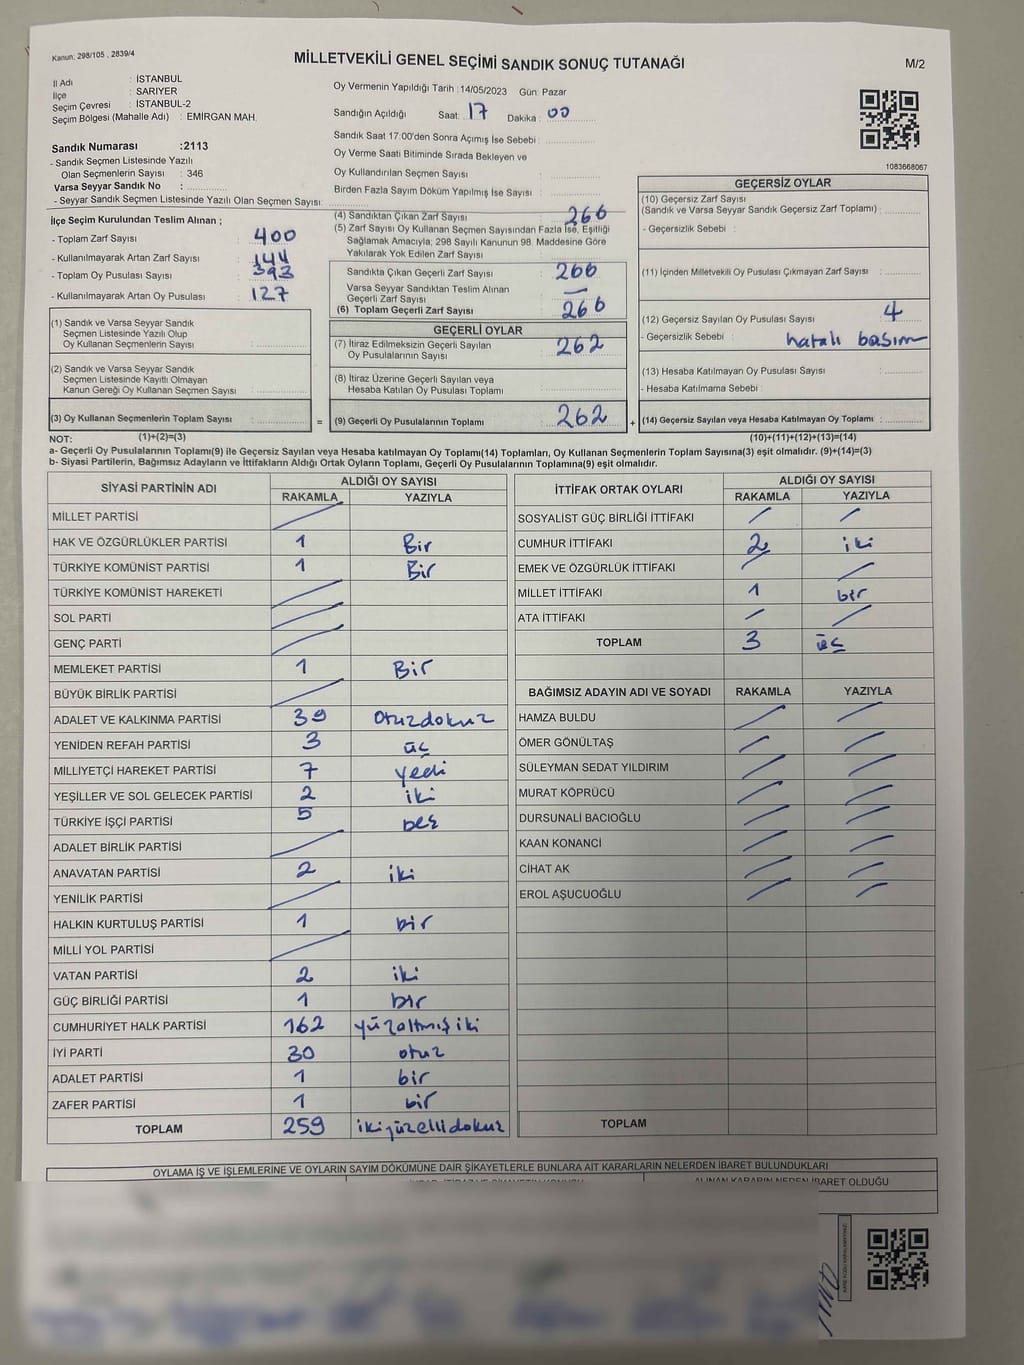 Kanun: 298/105 , 2839/4
MİLLETVEKİLİ GENEL SEÇİMİ SANDIK SONUÇ TUTANAĞI
M/2
İl Adı : İSTANBUL
İlçe : SARIYER
Seçim Çevresi : İSTANBUL-2
Seçim Bölgesi (Mahalle Adı) : EMİRGAN MAH.
Sandık Numarası :2113
- Sandık Seçmen Listesinde Yazılı
Olan Seçmenlerin Sayısı : 346
Varsa Seyyar Sandık No :
- Seyyar Sandık Seçmen Listesinde Yazılı Olan Seçmen Sayısı:
Oy Vermenin Yapıldığı Tarih :14/05/2023 Gün: Pazar
Sandığın Açıldığı Saat: 17 Dakika : 00
Sandık Saat 17:00'den Sonra Açımış İse Sebebi :
Oy Verme Saati Bitiminde Sırada Bekleyen ve
Oy Kullandırılan Seçmen Sayısı :
Birden Fazla Sayım Döküm Yapılmış İse Sayısı :
1083668067
İlçe Seçim Kurulundan Teslim Alınan ;
- Toplam Zarf Sayısı : 400
- Kullanılmayarak Artan Zarf Sayısı : 144
- Toplam Oy Pusulası Sayısı : 393
- Kullanılmayarak Artan Oy Pusulası : 127
(1) Sandık ve Varsa Seyyar Sandık
Seçmen Listesinde Yazılı Olup
Oy Kullanan Seçmenlerin Sayısı :
(2) Sandık ve Varsa Seyyar Sandık
Seçmen Listesinde Kayıtlı Olmayan
Kanun Gereği Oy Kullanan Seçmen Sayısı :
(3) Oy Kullanan Seçmenlerin Toplam Sayısı :
(1)+(2)=(3)
(4) Sandıktan Çıkan Zarf Sayısı : 266
(5) Zarf Sayısı Oy Kullanan Seçmen Sayısından Fazla İse, Eşitliği
Sağlamak Amacıyla; 298 Sayılı Kanunun 98. Maddesine Göre
Yakılarak Yok Edilen Zarf Sayısı :
Sandıkta Çıkan Geçerli Zarf Sayısı : 266
Varsa Seyyar Sandıktan Teslim Alınan
Geçerli Zarf Sayısı : —
(6) Toplam Geçerli Zarf Sayısı : 266
GEÇERLİ OYLAR
(7) İtiraz Edilmeksizin Geçerli Sayılan
Oy Pusulalarının Sayısı : 262
(8) İtiraz Üzerine Geçerli Sayılan veya
Hesaba Katılan Oy Pusulası Toplamı :
= (9) Geçerli Oy Pusulalarının Toplamı : 262
GEÇERSİZ OYLAR
(10) Geçersiz Zarf Sayısı
(Sandık ve Varsa Seyyar Sandık Geçersiz Zarf Toplamı) :
- Geçersizlik Sebebi :
(11) İçinden Milletvekili Oy Pusulası Çıkmayan Zarf Sayısı :
(12) Geçersiz Sayılan Oy Pusulası Sayısı : 4
- Geçersizlik Sebebi : hatalı basım
(13) Hesaba Katılmayan Oy Pusulası Sayısı :
- Hesaba Katılmama Sebebi :
+ (14) Geçersiz Sayılan veya Hesaba Katılmayan Oy Toplamı :
(10)+(11)+(12)+(13)=(14)
NOT:
a- Geçerli Oy Pusulalarının Toplamı(9) ile Geçersiz Sayılan veya Hesaba katılmayan Oy Toplamı(14) Toplamları, Oy Kullanan Seçmenlerin Toplam Sayısına(3) eşit olmalıdır. (9)+(14)=(3)
b- Siyasi Partilerin, Bağımsız Adayların ve İttifakların Aldığı Ortak Oyların Toplamı, Geçerli Oy Pusulalarının Toplamına(9) eşit olmalıdır.
SİYASİ PARTİNİN ADI
ALDIĞI OY SAYISI
RAKAMLA YAZIYLA
MİLLET PARTİSİ
HAK VE ÖZGÜRLÜKLER PARTİSİ 1 Bir
TÜRKİYE KOMÜNİST PARTİSİ 1 Bir
TÜRKİYE KOMÜNİST HAREKETİ
SOL PARTİ
GENÇ PARTİ
MEMLEKET PARTİSİ 1 Bir
BÜYÜK BİRLİK PARTİSİ
ADALET VE KALKINMA PARTİSİ 39 otuzdokuz
YENİDEN REFAH PARTİSİ 3 üç
MİLLİYETÇİ HAREKET PARTİSİ 7 yedi
YEŞİLLER VE SOL GELECEK PARTİSİ 2 iki
TÜRKİYE İŞÇİ PARTİSİ 5 beş
ADALET BİRLİK PARTİSİ
ANAVATAN PARTİSİ 2 iki
YENİLİK PARTİSİ
HALKIN KURTULUŞ PARTİSİ 1 bir
MİLLİ YOL PARTİSİ
VATAN PARTİSİ 2 iki
GÜÇ BİRLİĞİ PARTİSİ 1 bir
CUMHURİYET HALK PARTİSİ 162 yüzaltmış iki
İYİ PARTİ 30 otuz
ADALET PARTİSİ 1 bir
ZAFER PARTİSİ 1 bir
TOPLAM 259 ikiyüzellidokuz
İTTİFAK ORTAK OYLARI
ALDIĞI OY SAYISI
RAKAMLA YAZIYLA
SOSYALİST GÜÇ BİRLİĞİ İTTİFAKI
CUMHUR İTTİFAKI 2 iki
EMEK VE ÖZGÜRLÜK İTTİFAKI
MİLLET İTTİFAKI 1 bir
ATA İTTİFAKI
TOPLAM 3 üç
BAĞIMSIZ ADAYIN ADI VE SOYADI RAKAMLA YAZIYLA
HAMZA BULDU
ÖMER GÖNÜLTAŞ
SÜLEYMAN SEDAT YILDIRIM
MURAT KÖPRÜCÜ
DURSUNALİ BACIOĞLU
KAAN KONANCİ
CİHAT AK
EROL AŞUCUOĞLU
TOPLAM
OYLAMA İŞ VE İŞLEMLERİNE VE OYLARIN SAYIM DÖKÜMÜNE DAİR ŞİKAYETLERLE BUNLARA AİT KARARLARIN NELERDEN İBARET BULUNDUKLARI
ALINAN KARARIN NEDEN İBARET OLDUĞU